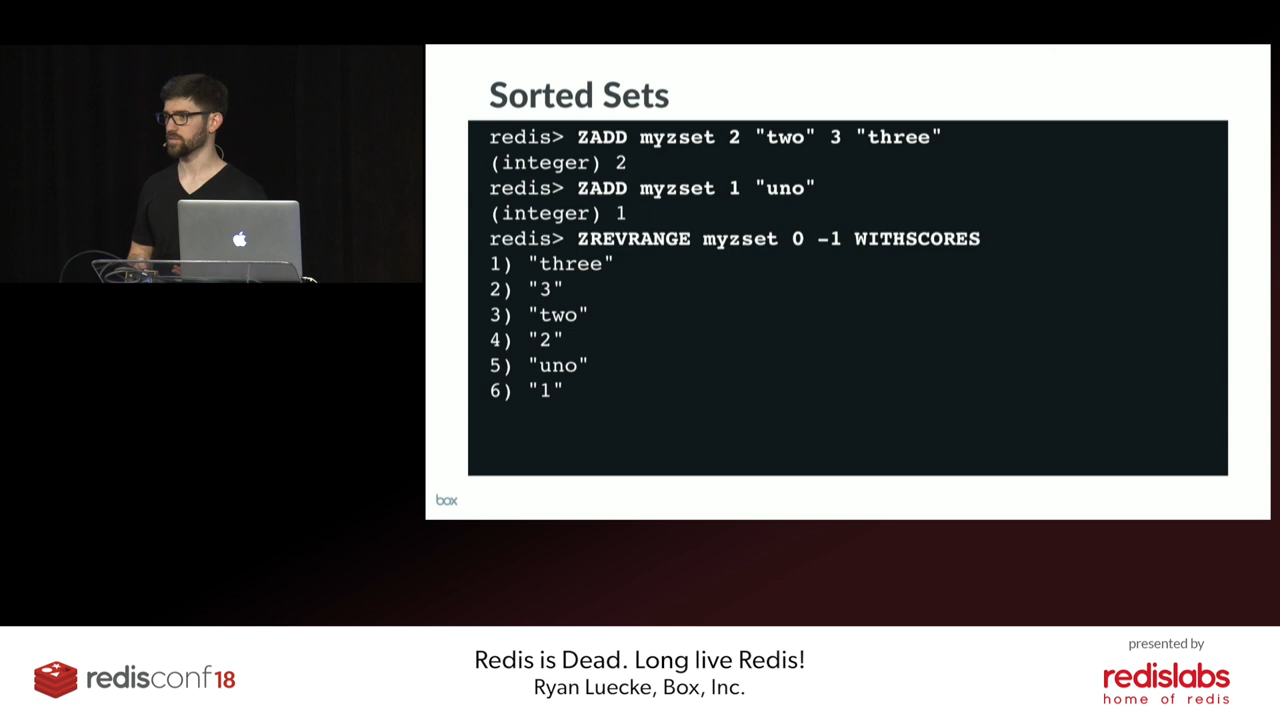 Sorted Sets
redis> ZADD myzset 2 "two" 3 "three"
(integer) 2
redis> ZADD myzset 1 "uno"
(integer) 1
redis> ZREVRANGE myzset 0 -1 WITHSCORES
1) "three"
2) "3"
3) "two"
4) "2"
5) "uno"
6) "1"
box
redisconf18
Redis is Dead. Long live Redis!
Ryan Luecke, Box, Inc.
presented by
redislabs
home of redis